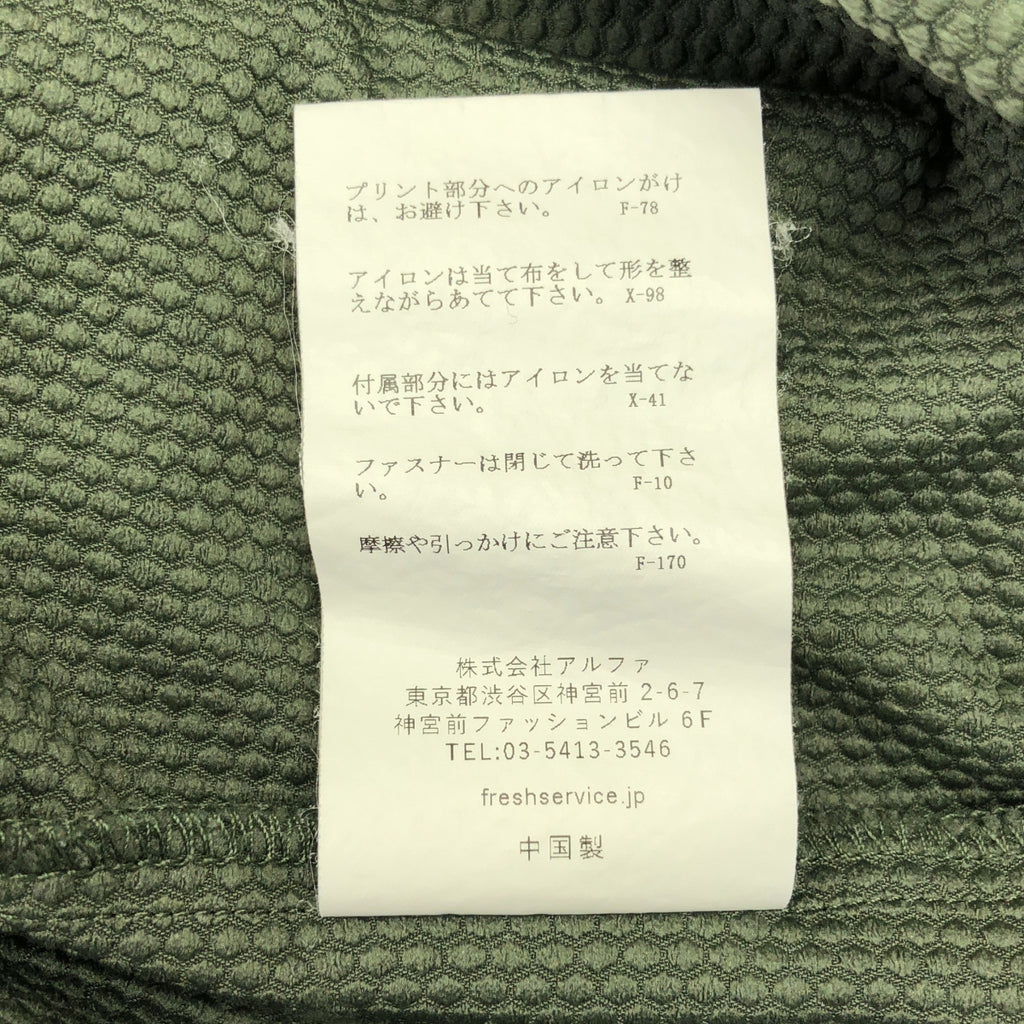 プリント部分へのアイロンがけ
は、お避け下さい。 F-78
アイロンは当て布をして形を整
えながらあてて下さい。 X-98
付属部分にはアイロンを当てな
いで下さい。 X-41
ファスナーは閉じて洗って下さ
い。 F-10
摩擦や引っかけにご注意下さい。
F-170
株式会社アルファ
東京都渋谷区神宮前 2-6-7
神宮前ファッションビル 6F
TEL:03-5413-3546
freshservice.jp
中国製